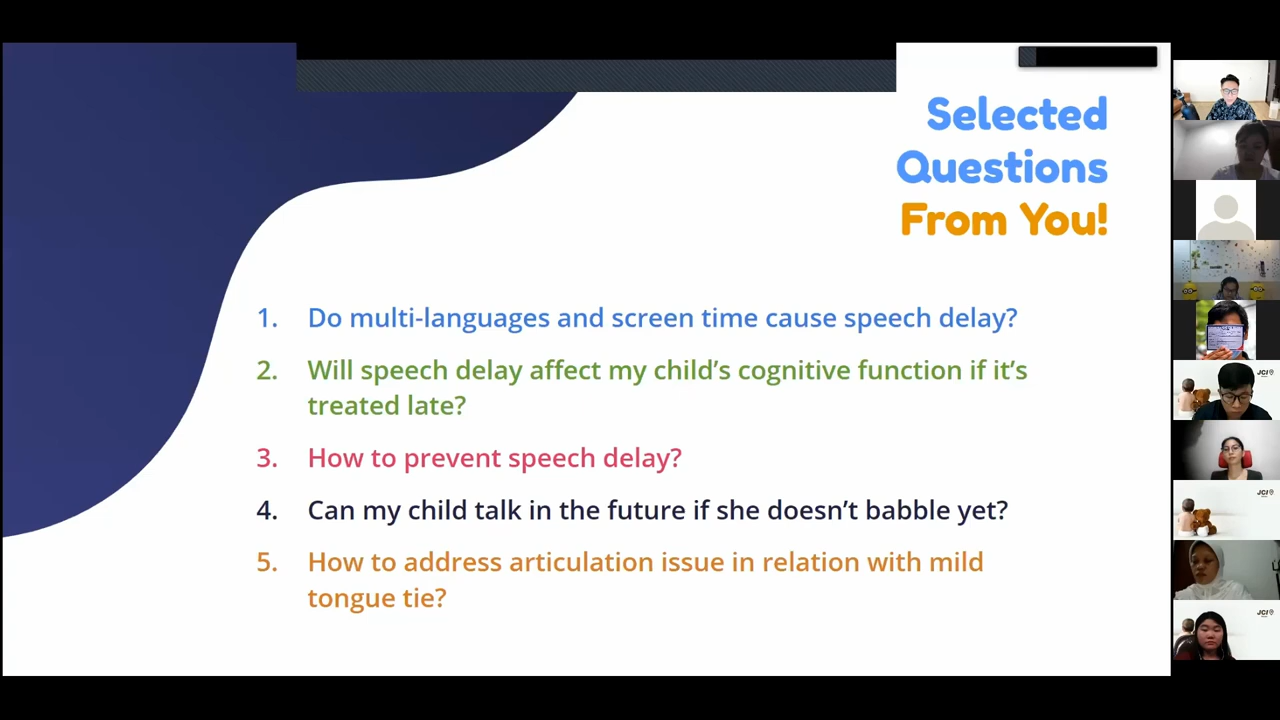 Selected
Questions
From You!
1. Do multi-languages and screen time cause speech delay?
2. Will speech delay affect my child's cognitive function if it's
treated late?
3. How to prevent speech delay?
4. Can my child talk in the future if she doesn't babble yet?
5. How to address articulation issue in relation with mild
tongue tie?
JCI
JCI
JCI